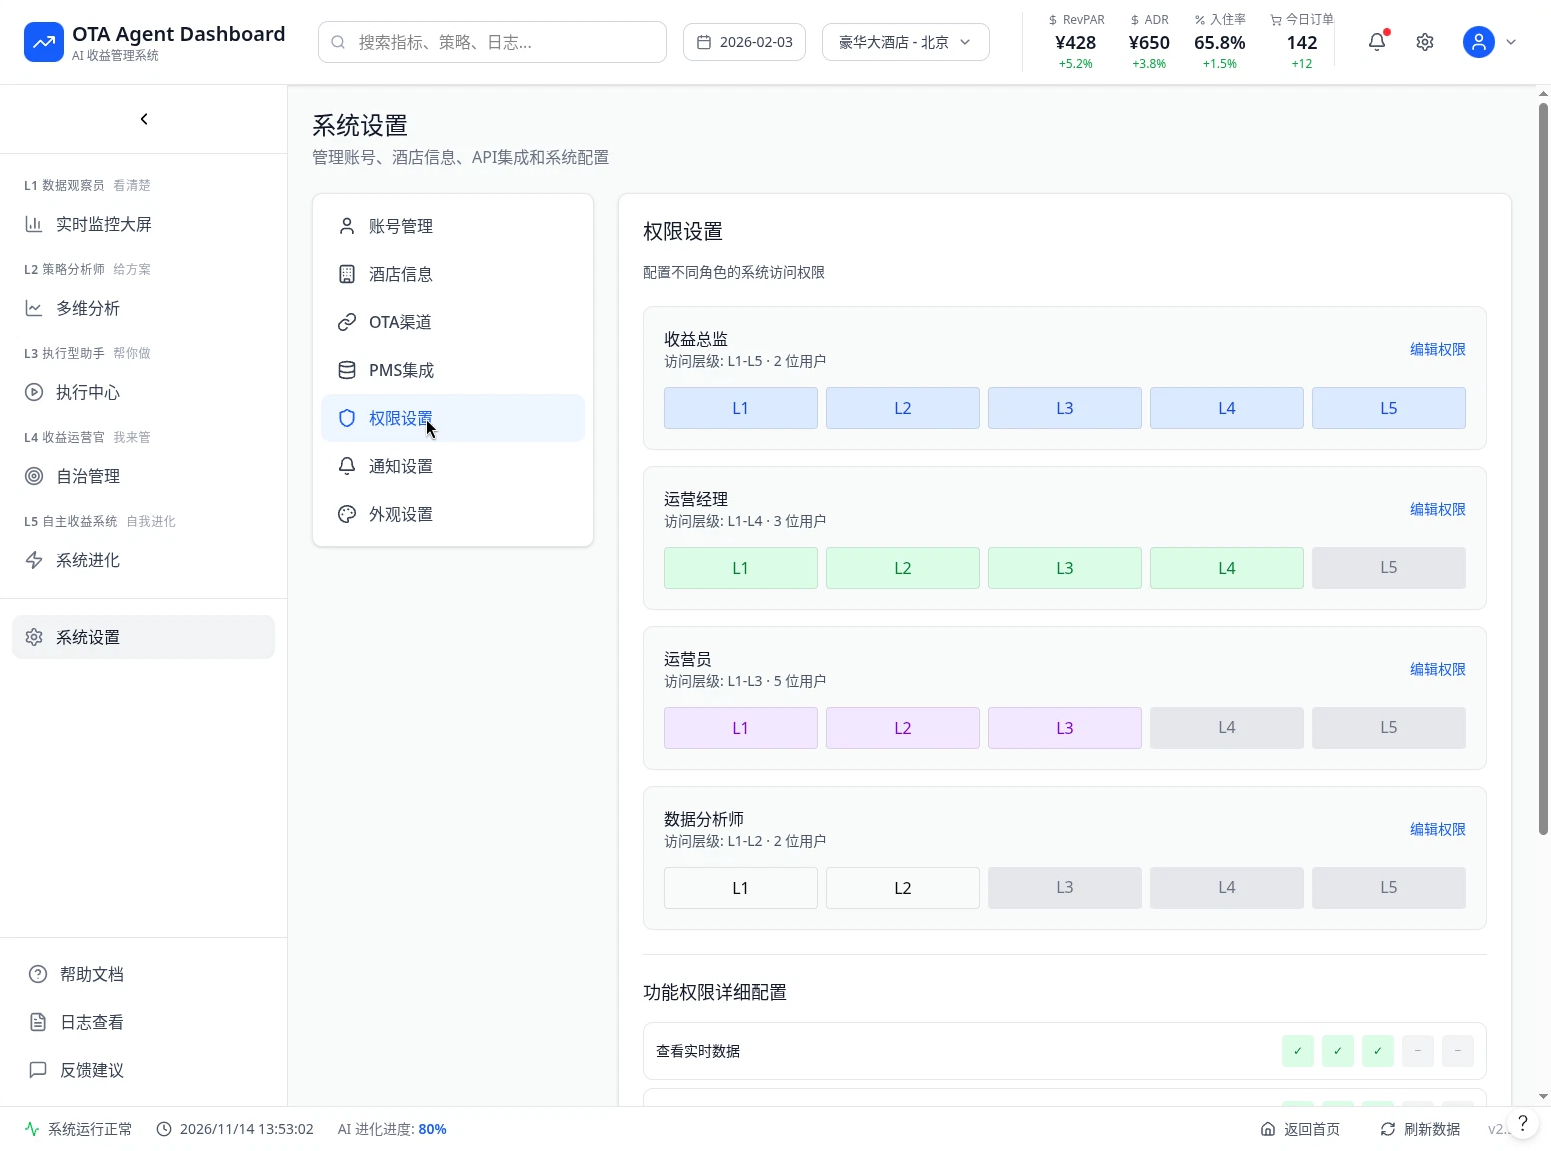 OTA Agent Dashboard
AI 收益管理系统
搜索指标、策略、日志...
2026-02-03
豪华大酒店 - 北京
RevPAR
¥428
+5.2%
ADR
¥650
+3.8%
入住率
65.8%
+1.5%
今日订单
142
+12
L1 数据观察员 看清楚
实时监控大屏
L2 策略分析师 给方案
多维分析
L3 执行型助手 帮你做
执行中心
L4 收益运营官 我来管
自治管理
L5 自主收益系统 自我进化
系统进化
系统设置
帮助文档
日志查看
反馈建议
系统设置
管理账号、酒店信息、API集成和系统配置
账号管理
酒店信息
OTA渠道
PMS集成
权限设置
通知设置
外观设置
权限设置
配置不同角色的系统访问权限
收益总监
访问层级: L1-L5 · 2 位用户
编辑权限
L1 L2 L3 L4 L5
运营经理
访问层级: L1-L4 · 3 位用户
编辑权限
L1 L2 L3 L4 L5
运营员
访问层级: L1-L3 · 5 位用户
编辑权限
L1 L2 L3 L4 L5
数据分析师
访问层级: L1-L2 · 2 位用户
编辑权限
L1 L2 L3 L4 L5
功能权限详细配置
查看实时数据 ✓ ✓ ✓ − −
系统运行正常 2026/11/14 13:53:02 AI 进化进度: 80%
返回首页 刷新数据 ?